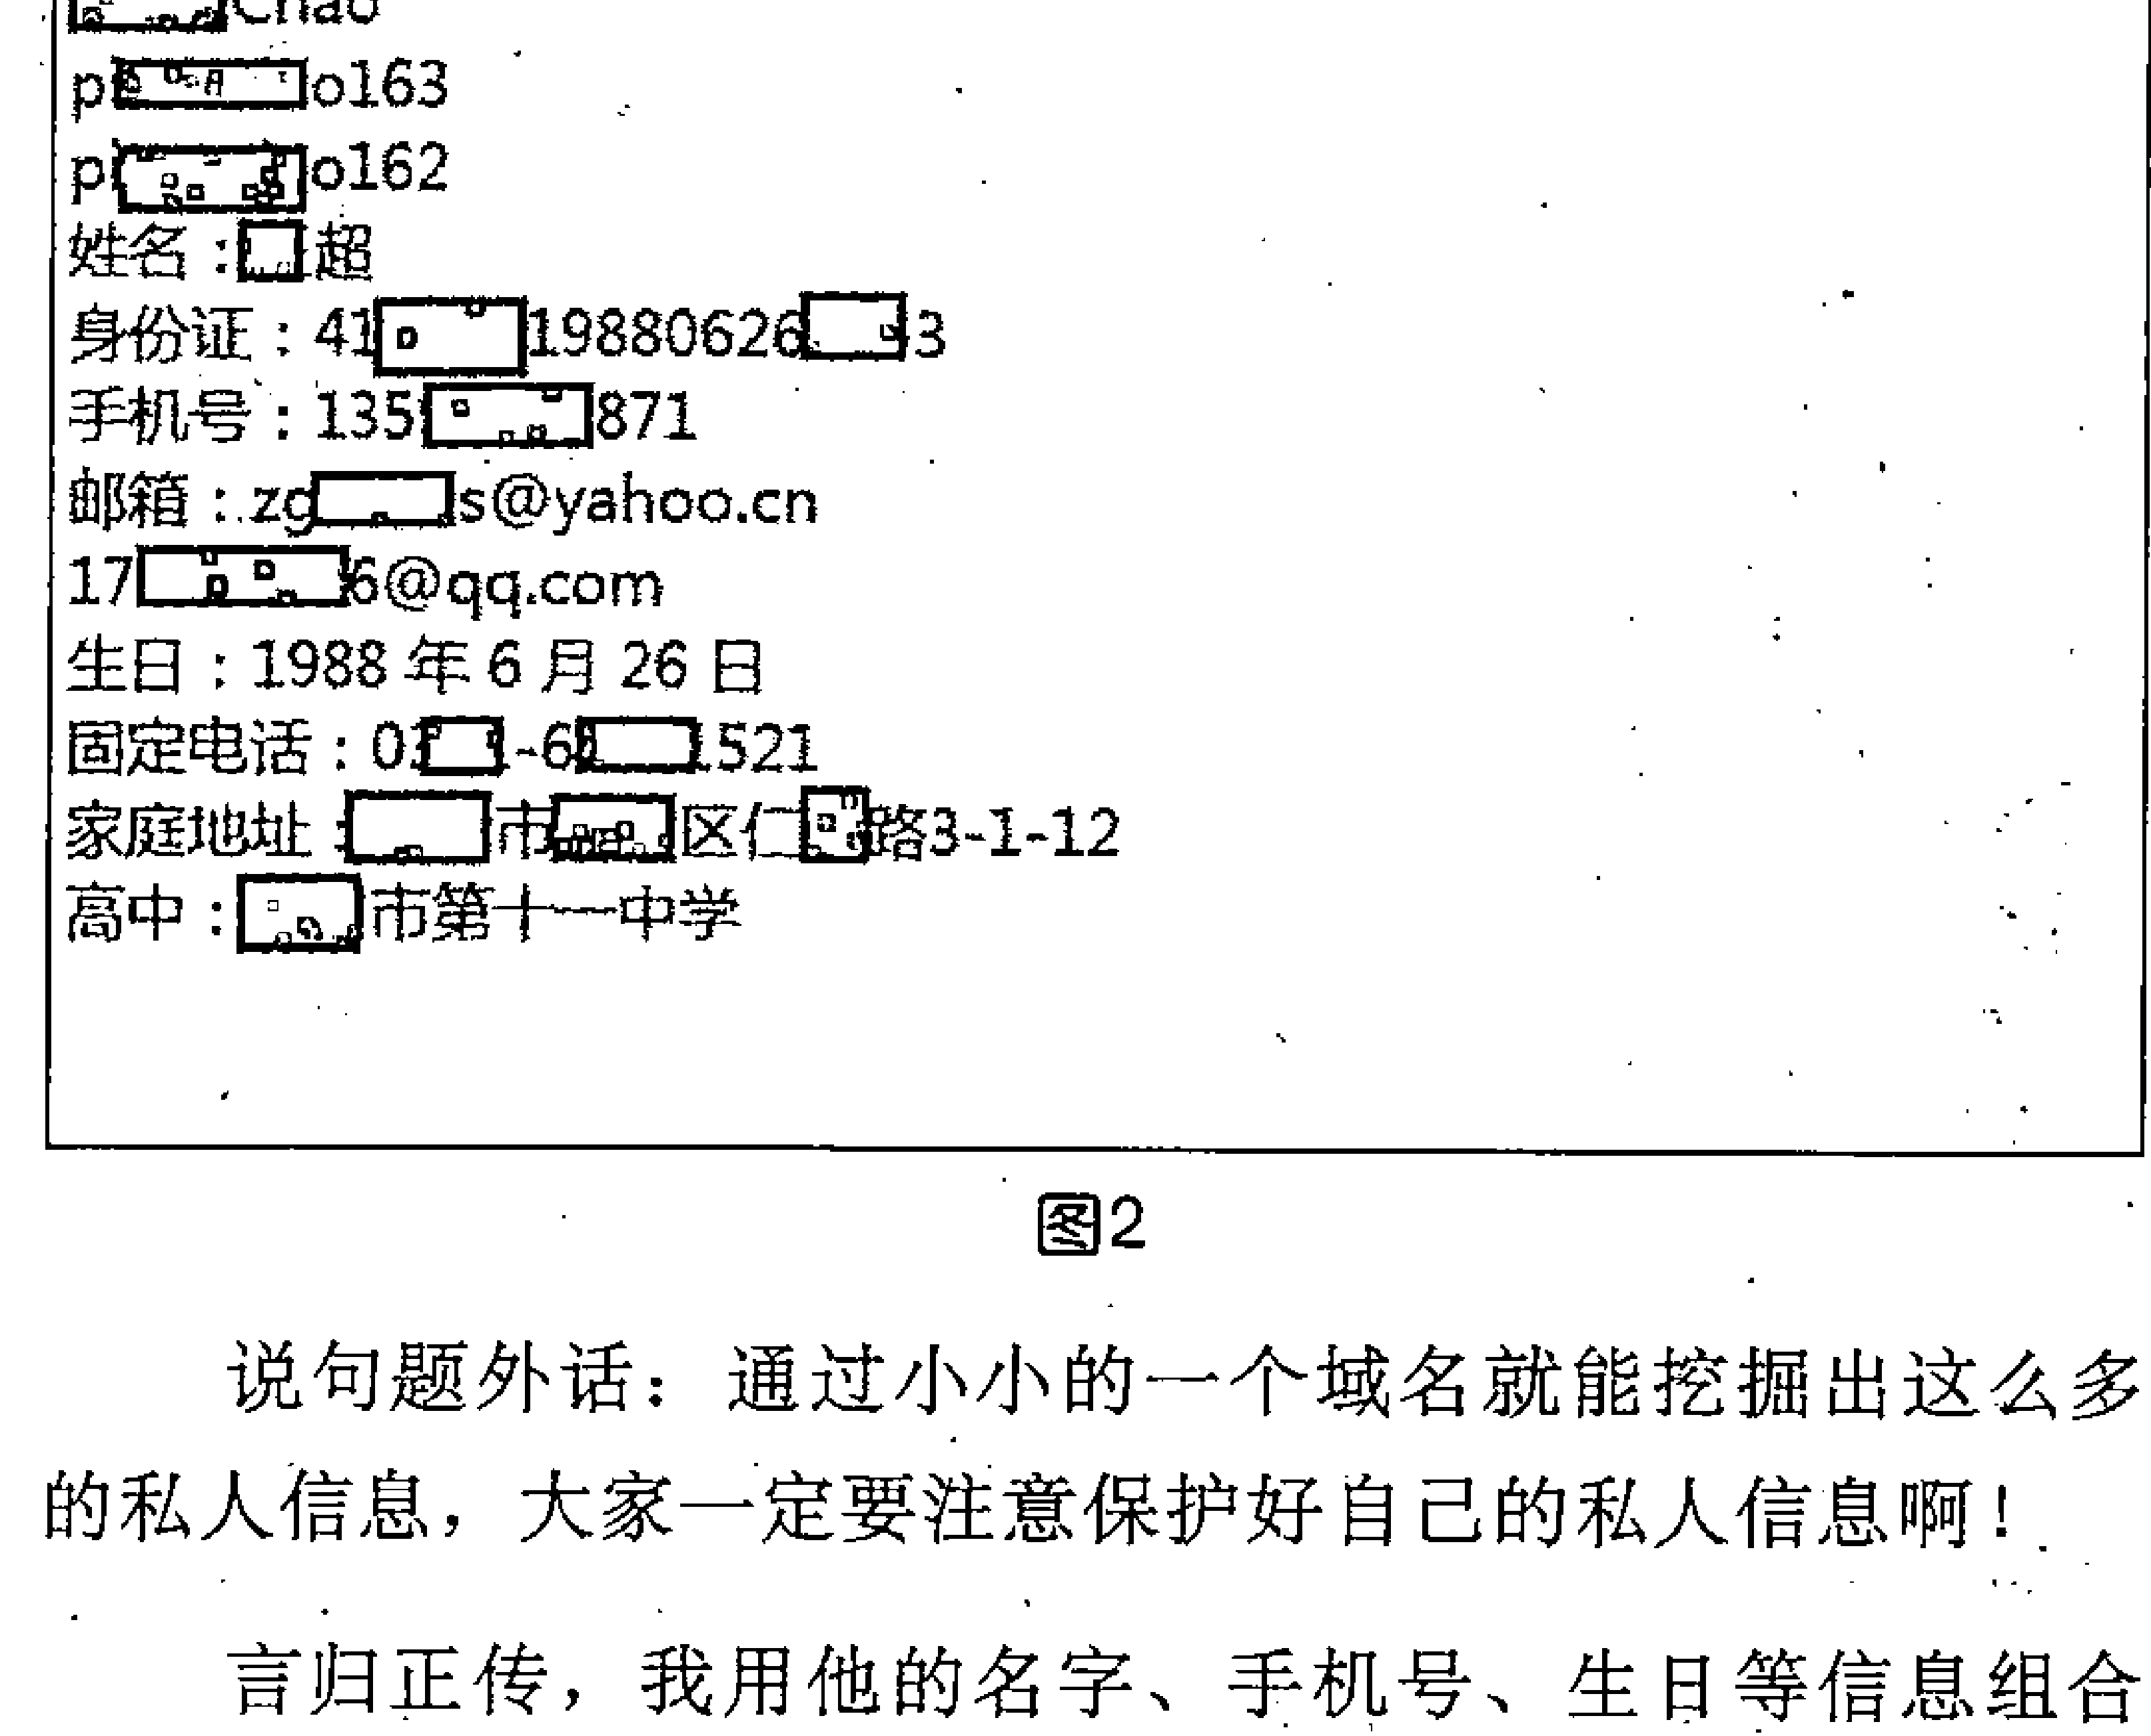 Chao
p o163
p o162
姓名：超
身份证：41 19880626 3
手机号：135 871
邮箱：zg s@yahoo.cn
17 6@qq.com
生日：1988 年 6 月 26 日
固定电话：0 -6 1521
家庭地址： 市 区仁 路3-1-12
高中： 市第十一中学
图2
说句题外话：通过小小的一个域名就能挖掘出这么多
的私人信息，大家一定要注意保护好自己的私人信息啊！
言归正传，我用他的名字、手机号、生日等信息组合